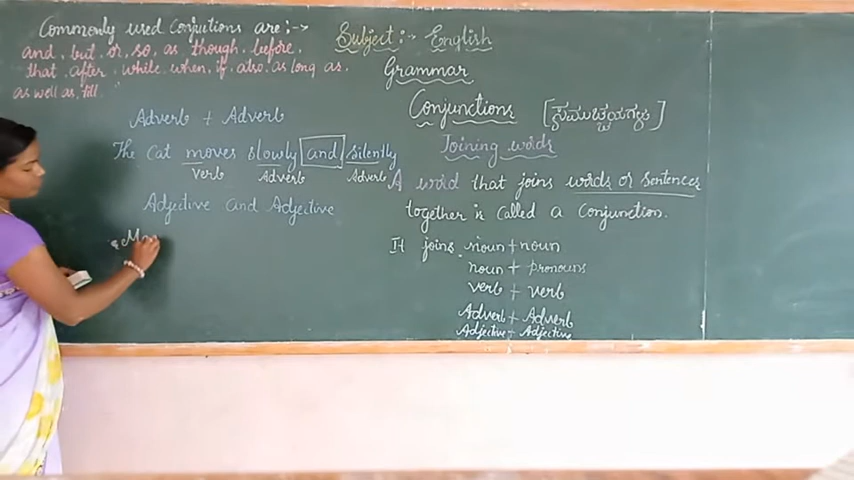 Commonly used Conjuctions are :-
and, but, or, so, as though, before,
that, after, while, when, if, also, as long as,
as well as, till.
Adverb + Adverb
The Cat moves slowly and silently
verb Adverb Adverb
Adjective and Adjective
Subject :- English
Grammar
Conjunctions
Joining words
A word that joins words or sentences
together is called a conjunction.
It joins noun + noun
noun + pronouns
verb + verb
Adverb + Adverb
Adjective + Adjective